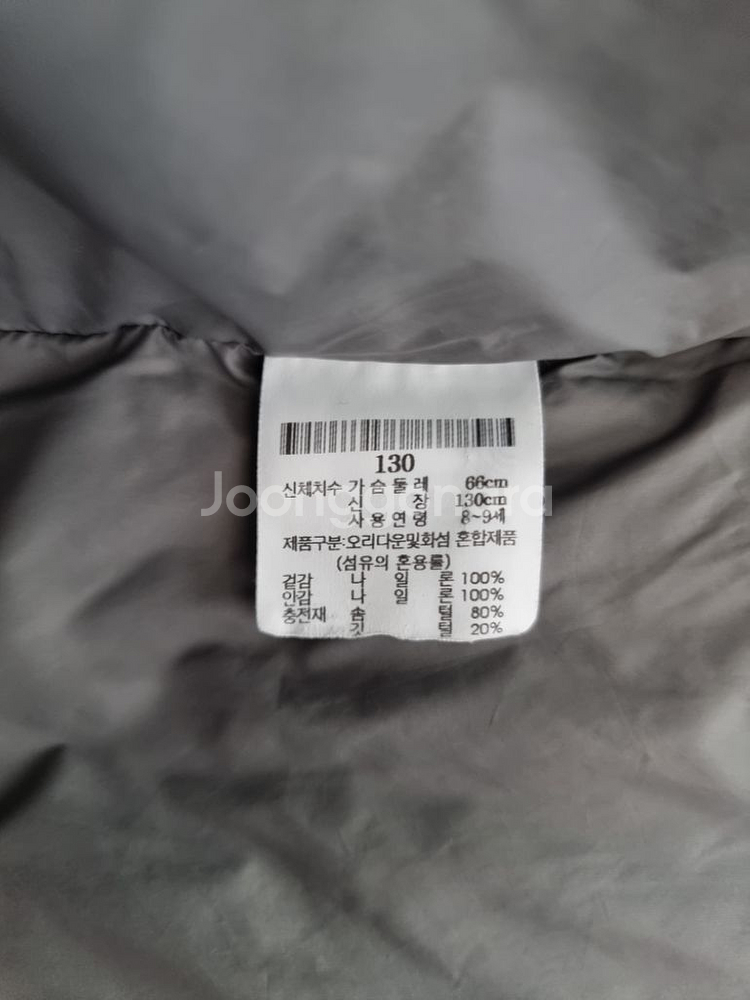 130
신체치수 가 슴 둘 레 66cm
신 장 130cm
사 용 연 령 8~9세
제품구분:오리다운및화섬 혼합제품
(섬유의 혼용률)
겉감 나 일 론 100%
안감 나 일 론 100%
충전재 솜 털 80%
깃 털 20%
Joonggonara